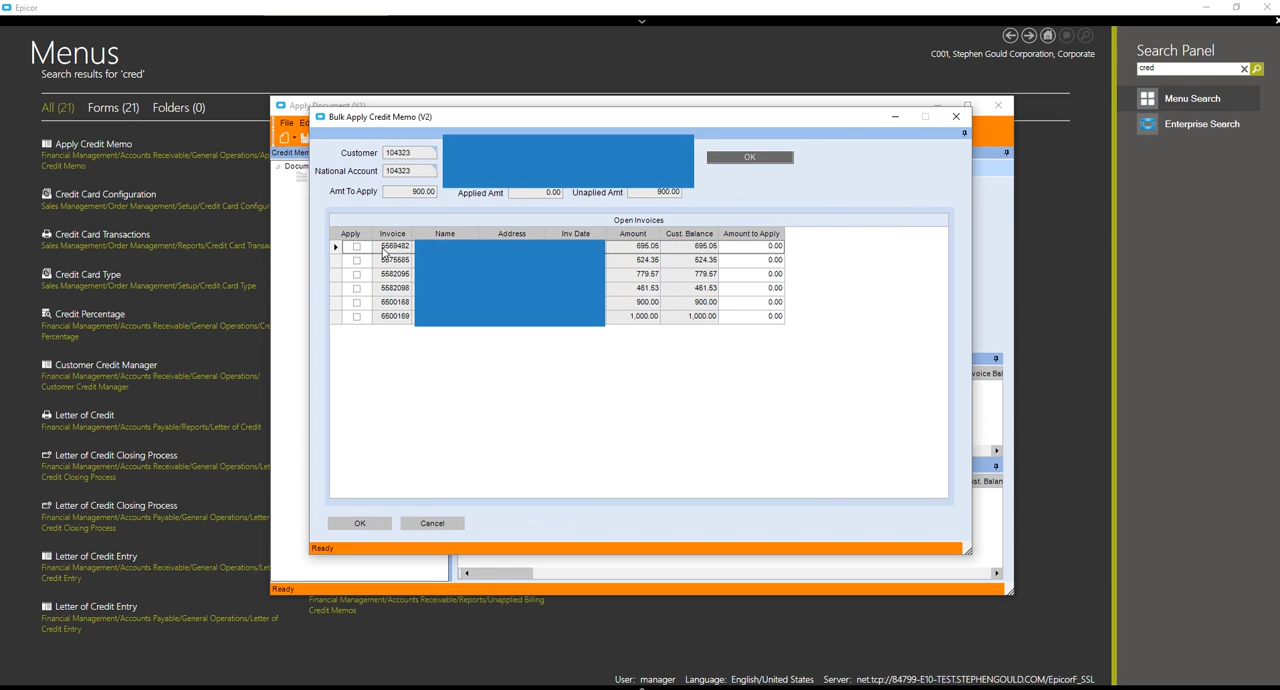 Epicor
Menus
Search results for 'cred'
C001, Stephen Gould Corporation, Corporate
All (21) Forms (21) Folders (0)
Apply Credit Memo
Financial Management/Accounts Receivable/General Operations/Ap
Credit Memo
Credit Card Configuration
Sales Management/Order Management/Setup/Credit Card Configur
Credit Card Transactions
Sales Management/Order Management/Reports/Credit Card Transa
Credit Card Type
Sales Management/Order Management/Setup/Credit Card Type
Credit Percentage
Financial Management/Accounts Receivable/General Operations/Cre
Percentage
Customer Credit Manager
Financial Management/Accounts Receivable/General Operations/
Customer Credit Manager
Letter of Credit
Financial Management/Accounts Payable/Reports/Letter of Credit
Letter of Credit Closing Process
Financial Management/Accounts Receivable/General Operations/Let
Credit Closing Process
Letter of Credit Closing Process
Financial Management/Accounts Payable/General Operations/Letter
Credit Closing Process
Letter of Credit Entry
Financial Management/Accounts Receivable/General Operations/Let
Credit Entry
Letter of Credit Entry
Financial Management/Accounts Payable/General Operations/Letter of
Credit Entry
Financial Management/Accounts Receivable/Reports/Unapplied Billing
Credit Memos
File Ed
Credit Mem
Docum
Bulk Apply Credit Memo (V2)
Customer 104323
OK
National Account 104323
Amt To Apply 900.00 Applied Amt 0.00 Unaplied Amt 900.00
Open Invoices
Apply Invoice Name Address Inv Date Amount Cust. Balance Amount to Apply
5569482 695.05 695.05 0.00
5575585 524.35 524.35 0.00
5582095 779.57 779.57 0.00
5582098 461.53 461.53 0.00
6500168 900.00 900.00 0.00
6500169 1,000.00 1,000.00 0.00
OK Cancel
Ready
voice Bal
ust. Balan
Ready
Search Panel
cred
Menu Search
Enterprise Search
User: manager Language: English/United States Server: net.tcp://84799-E10-TEST.STEPHENGOULD.COM/EpicorF_SSL